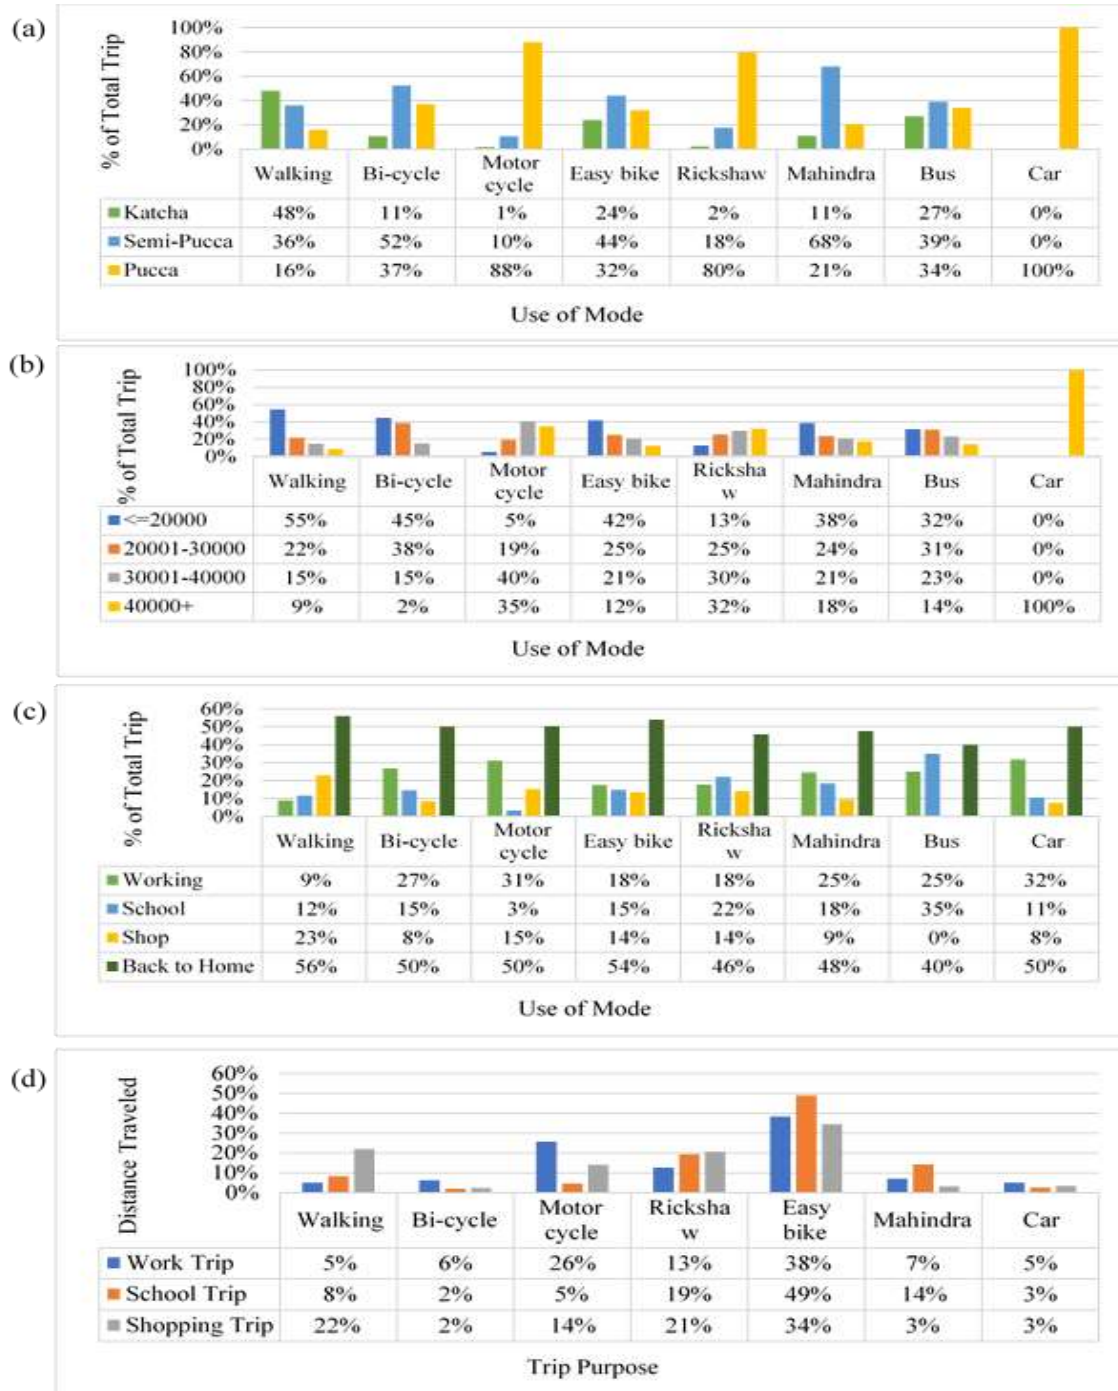 (a)
% of Total Trip
100%
80%
60%
40%
20%
0%
Walking Bi-cycle Motor cycle Easy bike Rickshaw Mahindra Bus Car
Katcha 48% 11% 1% 24% 2% 11% 27% 0%
Semi-Pucca 36% 52% 10% 44% 18% 68% 39% 0%
Pucca 16% 37% 88% 32% 80% 21% 34% 100%
Use of Mode
(b)
% of Total Trip
100%
80%
60%
40%
20%
0%
Walking Bi-cycle Motor cycle Easy bike Ricksha w Mahindra Bus Car
<=20000 55% 45% 5% 42% 13% 38% 32% 0%
20001-30000 22% 38% 19% 25% 25% 24% 31% 0%
30001-40000 15% 15% 40% 21% 30% 21% 23% 0%
40000+ 9% 2% 35% 12% 32% 18% 14% 100%
Use of Mode
(c)
% of Total Trip
60%
50%
40%
30%
20%
10%
0%
Walking Bi-cycle Motor cycle Easy bike Ricksha w Mahindra Bus Car
Working 9% 27% 31% 18% 18% 25% 25% 32%
School 12% 15% 3% 15% 22% 18% 35% 11%
Shop 23% 8% 15% 14% 14% 9% 0% 8%
Back to Home 56% 50% 50% 54% 46% 48% 40% 50%
Use of Mode
(d)
Distance Traveled
60%
50%
40%
30%
20%
10%
0%
Walking Bi-cycle Motor cycle Ricksha w Easy bike Mahindra Car
Work Trip 5% 6% 26% 13% 38% 7% 5%
School Trip 8% 2% 5% 19% 49% 14% 3%
Shopping Trip 22% 2% 14% 21% 34% 3% 3%
Trip Purpose